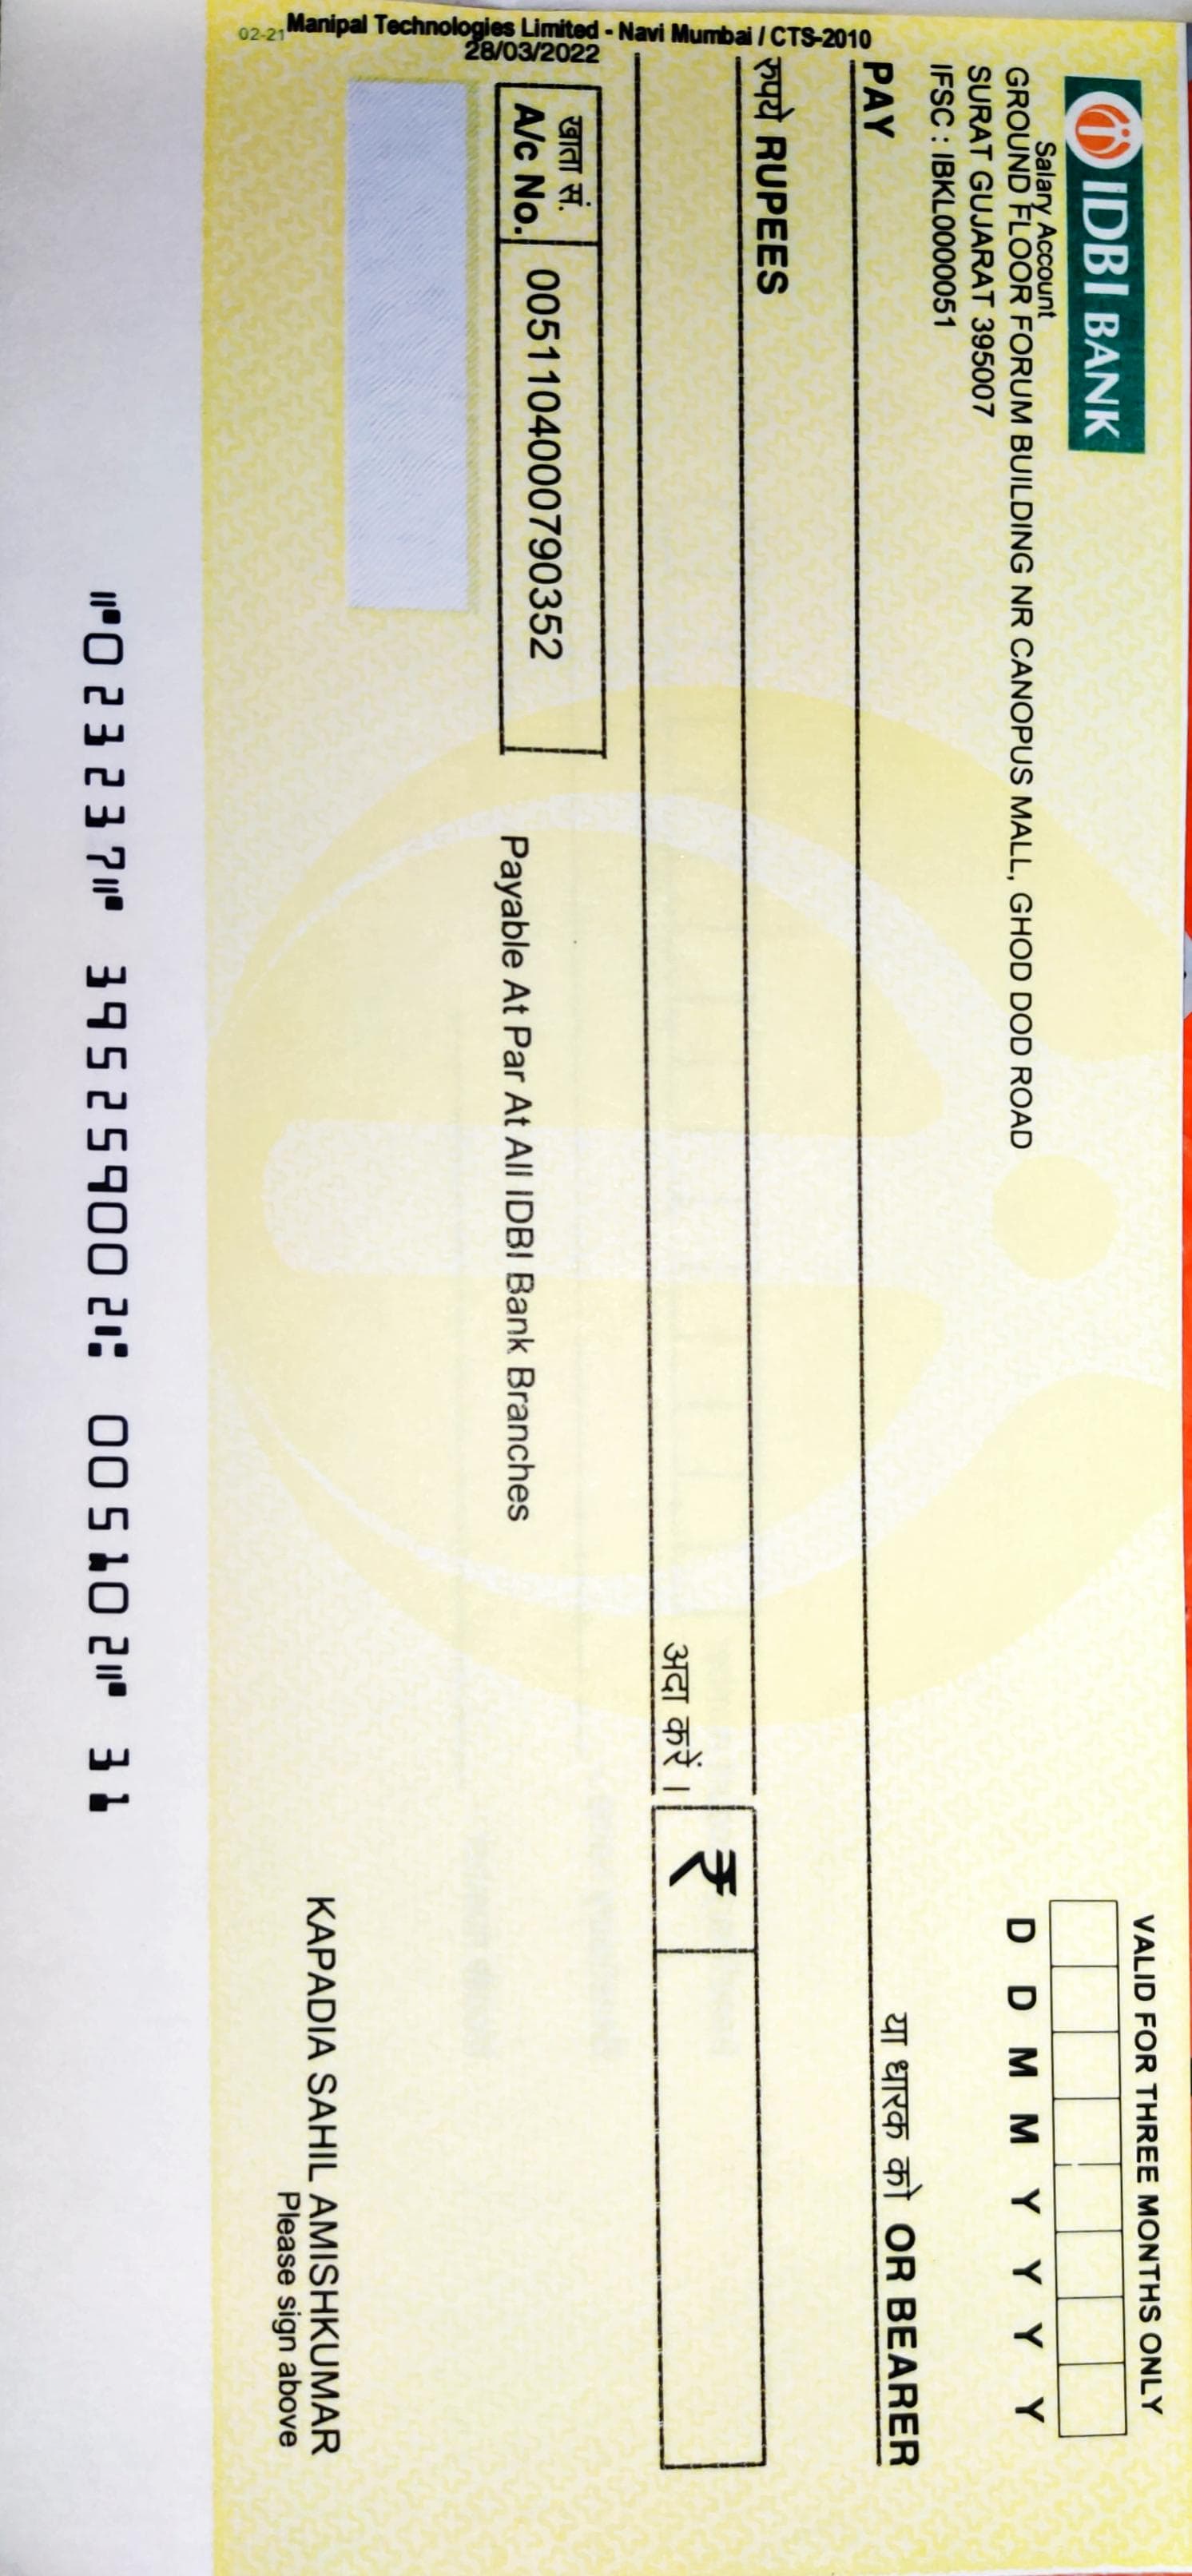 IDBI BANK
Salary Account
GROUND FLOOR FORUM BUILDING NR CANOPUS MALL, GHOD DOD ROAD
SURAT GUJARAT 395007
IFSC : IBKL0000051
VALID FOR THREE MONTHS ONLY
D D M M Y Y Y Y
PAY
या धारक को OR BEARER
रुपये RUPEES
अदा करें ।
₹
खाता सं.
A/c No.
0051104000790352
Payable At Par At All IDBI Bank Branches
02-21 Manipal Technologies Limited - Navi Mumbai / CTS-2010
28/03/2022
KAPADIA SAHIL AMISHKUMAR
Please sign above
⑈023237⑈ 395259002⑆ 005102⑈ 31